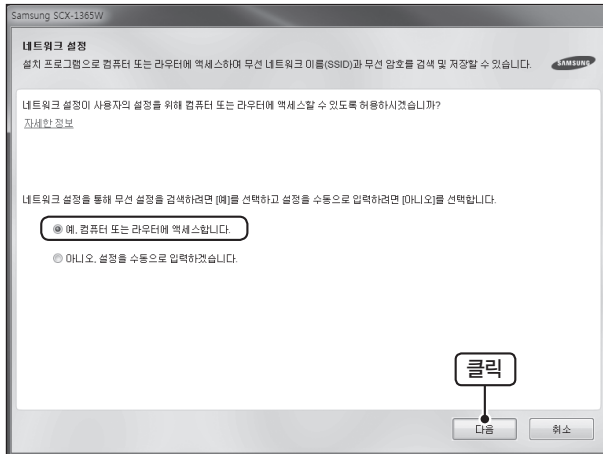 Samsung SCX-1365W
네트워크 설정
설치 프로그램으로 컴퓨터 또는 라우터에 액세스하여 무선 네트워크 이름(SSID)과 무선 암호를 검색 및 저장할 수 있습니다.
SAMSUNG
네트워크 설정이 사용자의 설정을 위해 컴퓨터 또는 라우터에 액세스할 수 있도록 허용하시겠습니까?
자세한 정보
네트워크 설정을 통해 무선 설정을 검색하려면 [예]를 선택하고 설정을 수동으로 입력하려면 [아니오]를 선택합니다.
예, 컴퓨터 또는 라우터에 액세스합니다.
아니오, 설정을 수동으로 입력하겠습니다.
클릭
다음
취소